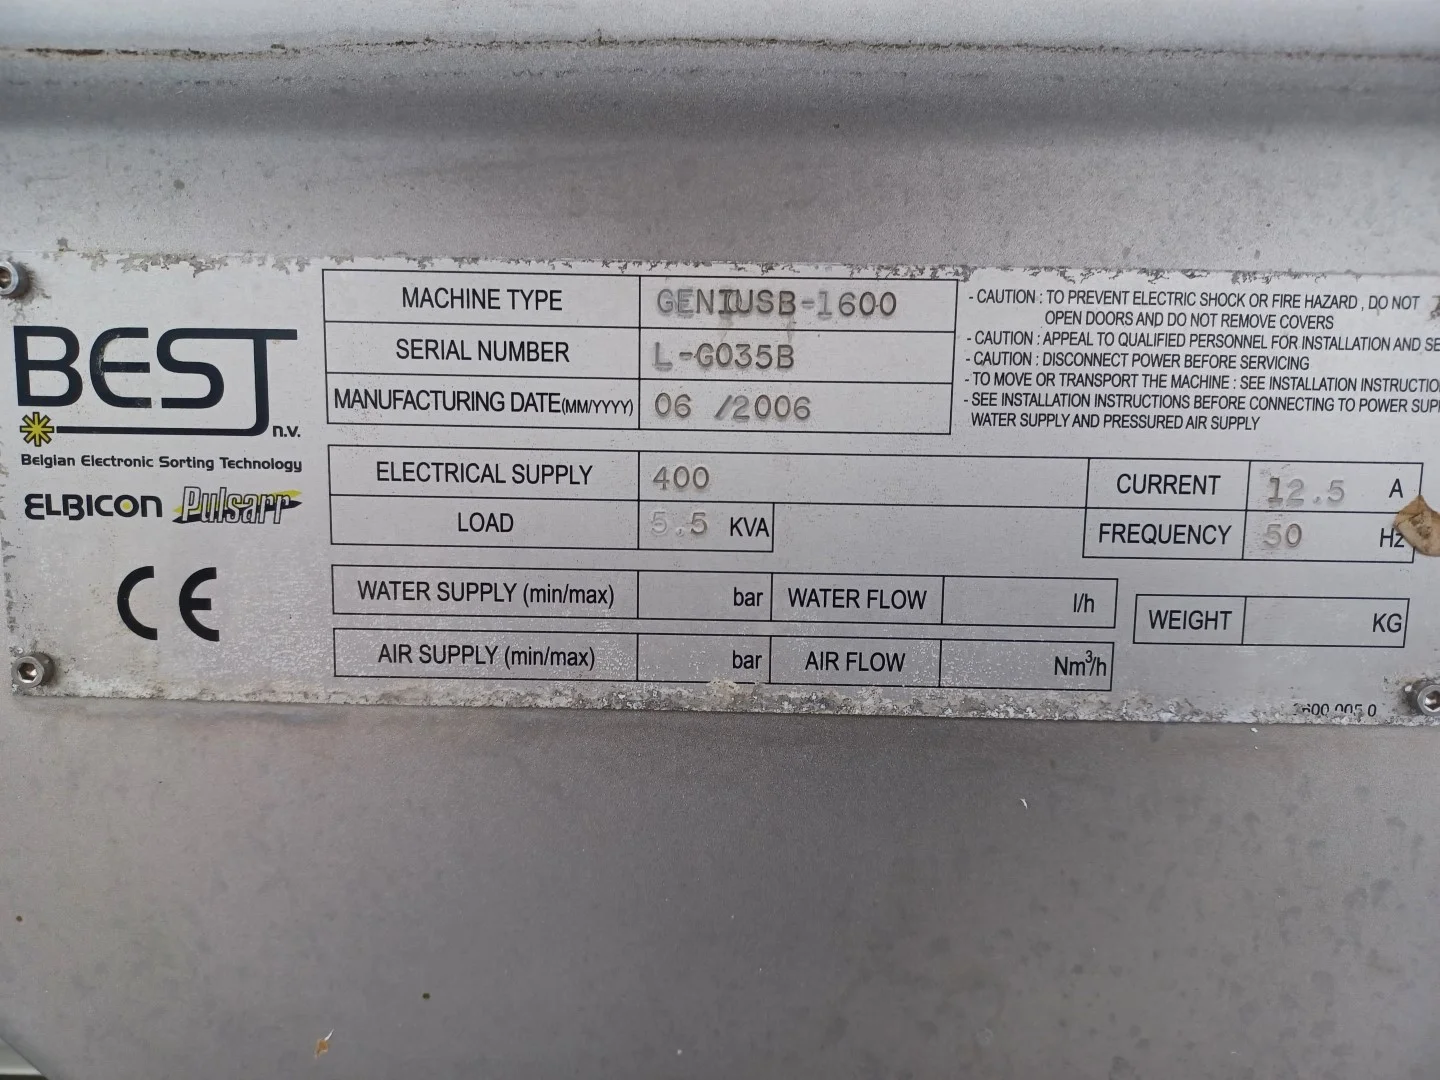 BEST
n.v.
Belgian Electronic Sorting Technology
ELBICON Pulsarr
CE
MACHINE TYPE GENIUSB-1600
SERIAL NUMBER L-G035B
MANUFACTURING DATE(MM/YYYY) 06 /2006
- CAUTION : TO PREVENT ELECTRIC SHOCK OR FIRE HAZARD , DO NOT
OPEN DOORS AND DO NOT REMOVE COVERS
- CAUTION : APPEAL TO QUALIFIED PERSONNEL FOR INSTALLATION AND SE
- CAUTION : DISCONNECT POWER BEFORE SERVICING
- TO MOVE OR TRANSPORT THE MACHINE : SEE INSTALLATION INSTRUCTIO
- SEE INSTALLATION INSTRUCTIONS BEFORE CONNECTING TO POWER SUP
WATER SUPPLY AND PRESSURED AIR SUPPLY
ELECTRICAL SUPPLY 400 CURRENT 12.5 A
LOAD 5.5 KVA FREQUENCY 50 Hz
WATER SUPPLY (min/max) bar WATER FLOW l/h
WEIGHT KG
AIR SUPPLY (min/max) bar AIR FLOW Nm³/h